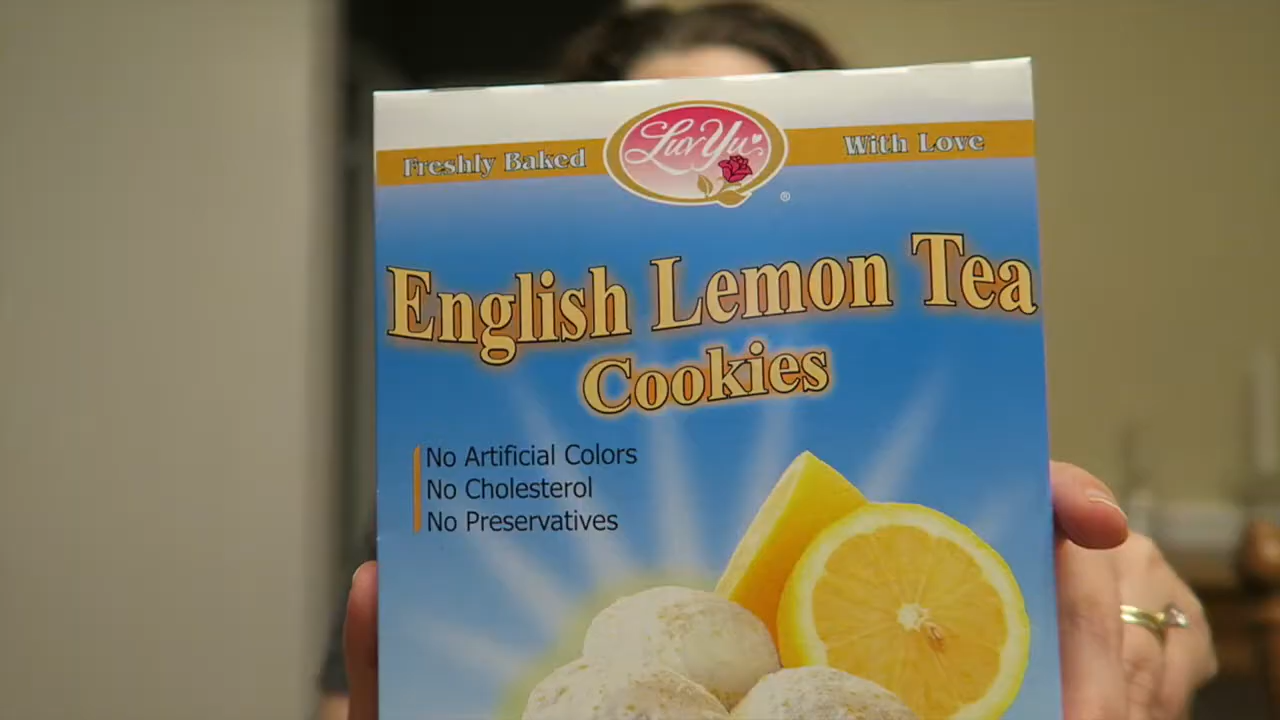 Freshly Baked
LuvYu
With Love
®
English Lemon Tea
Cookies
No Artificial Colors
No Cholesterol
No Preservatives